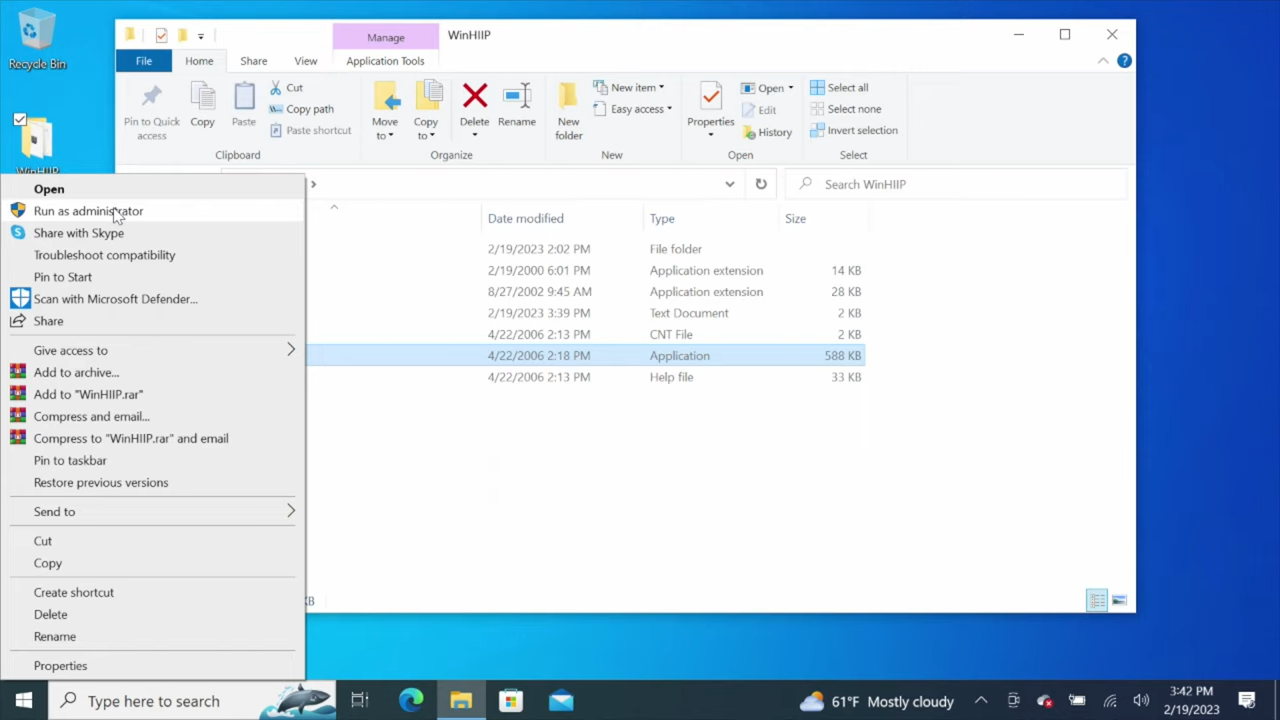 Recycle Bin
WinHIIP
Manage
WinHIIP
File
Home
Share
View
Application Tools
Pin to Quick access
Copy
Paste
Cut
Copy path
Paste shortcut
Clipboard
Move to
Copy to
Delete
Rename
Organize
New folder
New item
Easy access
New
Properties
Open
Edit
History
Open
Select all
Select none
Invert selection
Select
Search WinHIIP
Date modified
Type
Size
2/19/2023 2:02 PM File folder
2/19/2000 6:01 PM Application extension 14 KB
8/27/2002 9:45 AM Application extension 28 KB
2/19/2023 3:39 PM Text Document 2 KB
4/22/2006 2:13 PM CNT File 2 KB
4/22/2006 2:18 PM Application 588 KB
4/22/2006 2:13 PM Help file 33 KB
Open
Run as administrator
Share with Skype
Troubleshoot compatibility
Pin to Start
Scan with Microsoft Defender...
Share
Give access to
Add to archive...
Add to "WinHIIP.rar"
Compress and email...
Compress to "WinHIIP.rar" and email
Pin to taskbar
Restore previous versions
Send to
Cut
Copy
Create shortcut
Delete
Rename
Properties
KB
Type here to search
61°F Mostly cloudy
3:42 PM
2/19/2023